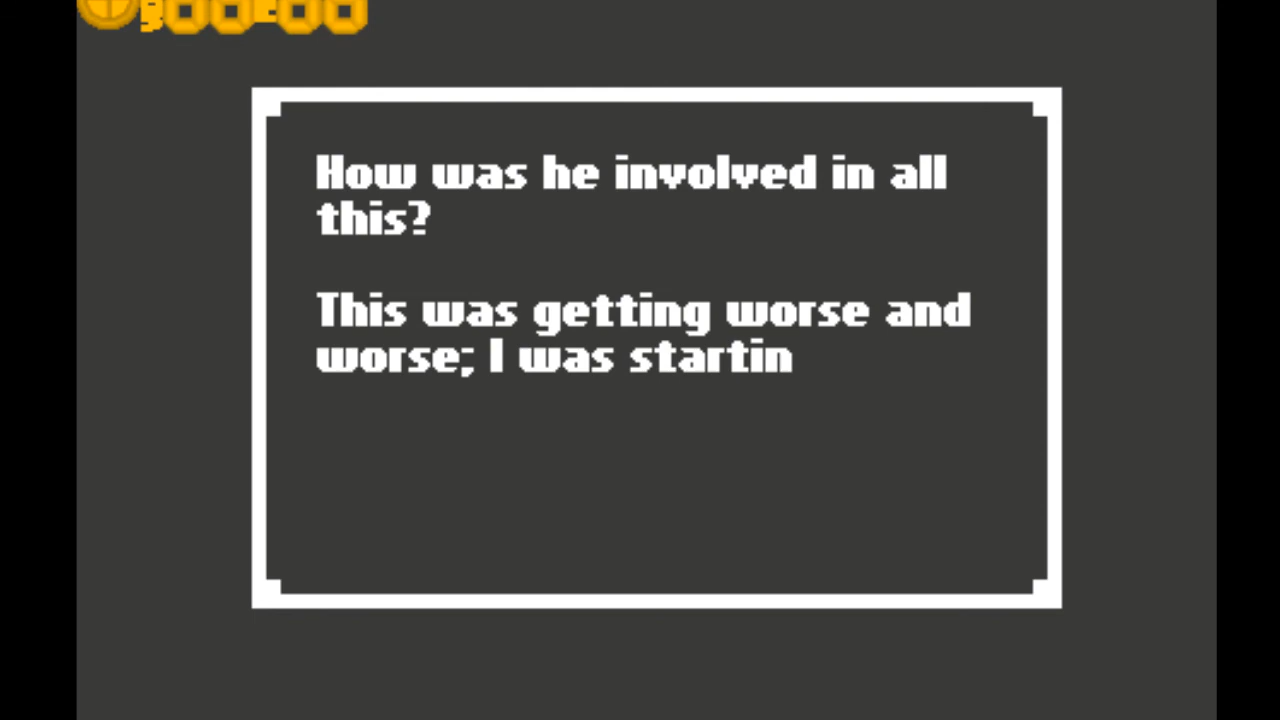 How was he involved in all
this?
This was getting worse and
worse; I was startin